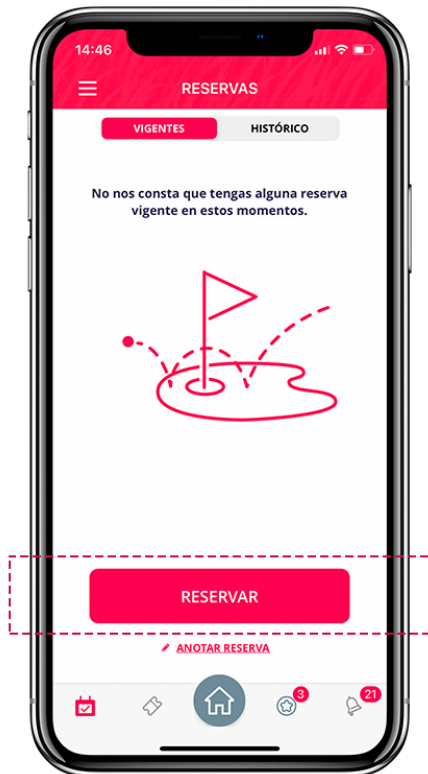 14:46
RESERVAS
VIGENTES
HISTÓRICO
No nos consta que tengas alguna reserva
vigente en estos momentos.
RESERVAR
ANOTAR RESERVA
3
21